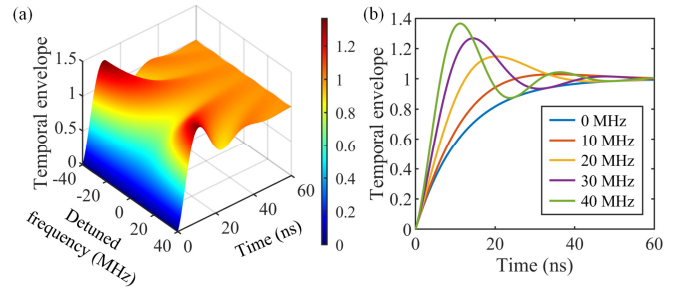 (a)
Temporal envelope
1.5
1
0.5
0
-40
-20
0
20
40
Detuned
frequency (MHz)
0
20
40
60
Time (ns)
1.2
1
0.8
0.6
0.4
0.2
0
(b)
Temporal envelope
1.4
1.2
1
0.8
0.6
0.4
0.2
0
0
20
40
60
Time (ns)
0 MHz
10 MHz
20 MHz
30 MHz
40 MHz